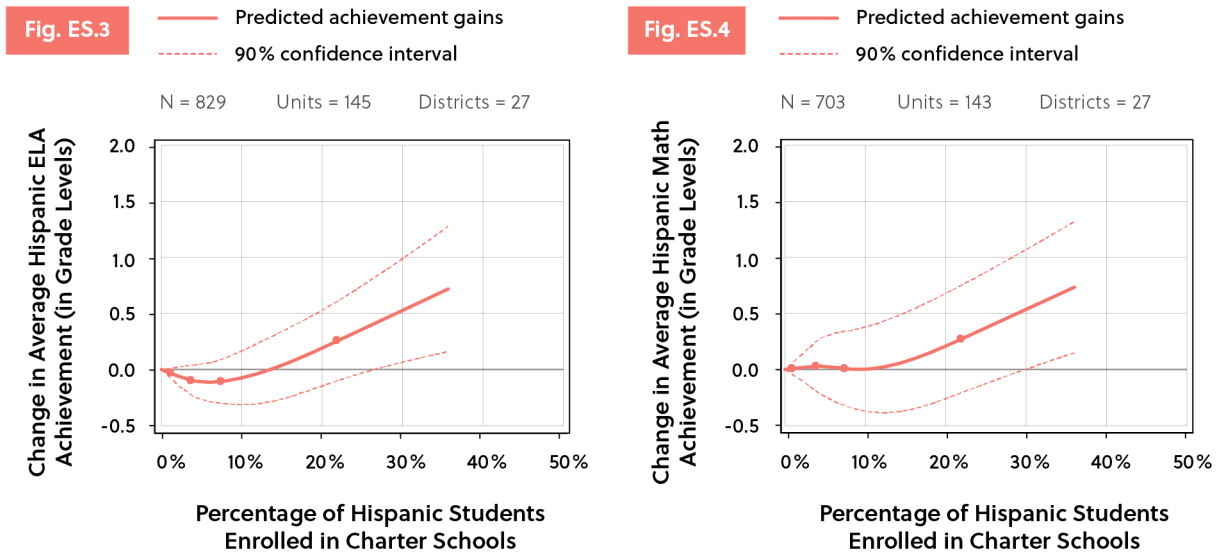 Fig. ES.3
Predicted achievement gains
90% confidence interval
N = 829 Units = 145 Districts = 27
Change in Average Hispanic ELA
Achievement (in Grade Levels)
2.0
1.5
1.0
0.5
0.0
-0.5
0% 10% 20% 30% 40% 50%
Percentage of Hispanic Students
Enrolled in Charter Schools
Fig. ES.4
Predicted achievement gains
90% confidence interval
N = 703 Units = 143 Districts = 27
Change in Average Hispanic Math
Achievement (in Grade Levels)
2.0
1.5
1.0
0.5
0.0
-0.5
0% 10% 20% 30% 40% 50%
Percentage of Hispanic Students
Enrolled in Charter Schools